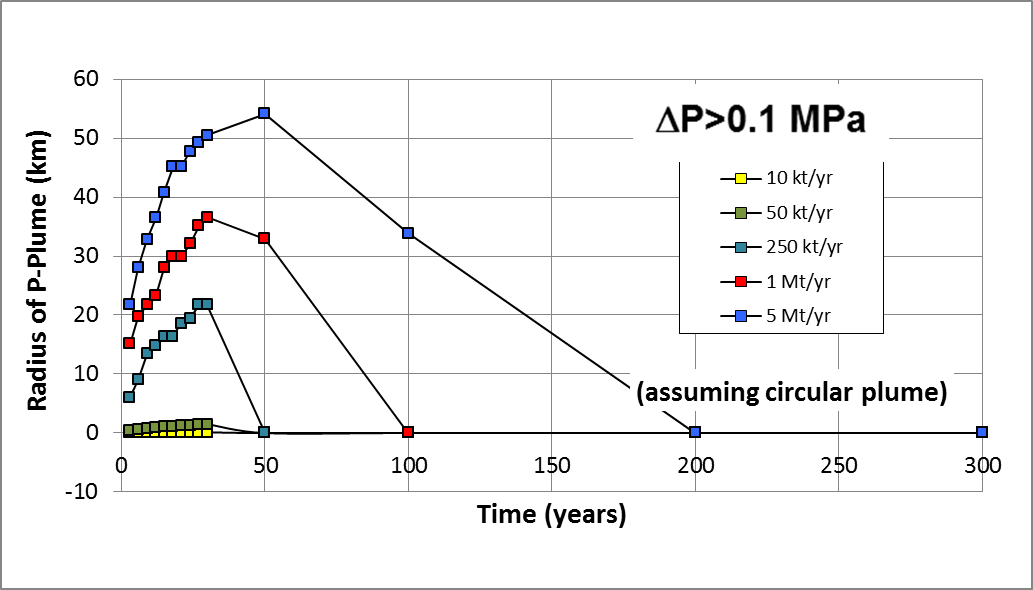 60
50
40
30
20
10
0
-10
Radius of P-Plume (km)
ΔP>0.1 MPa
10 kt/yr
50 kt/yr
250 kt/yr
1 Mt/yr
5 Mt/yr
(assuming circular plume)
0 50 100 150 200 250 300
Time (years)